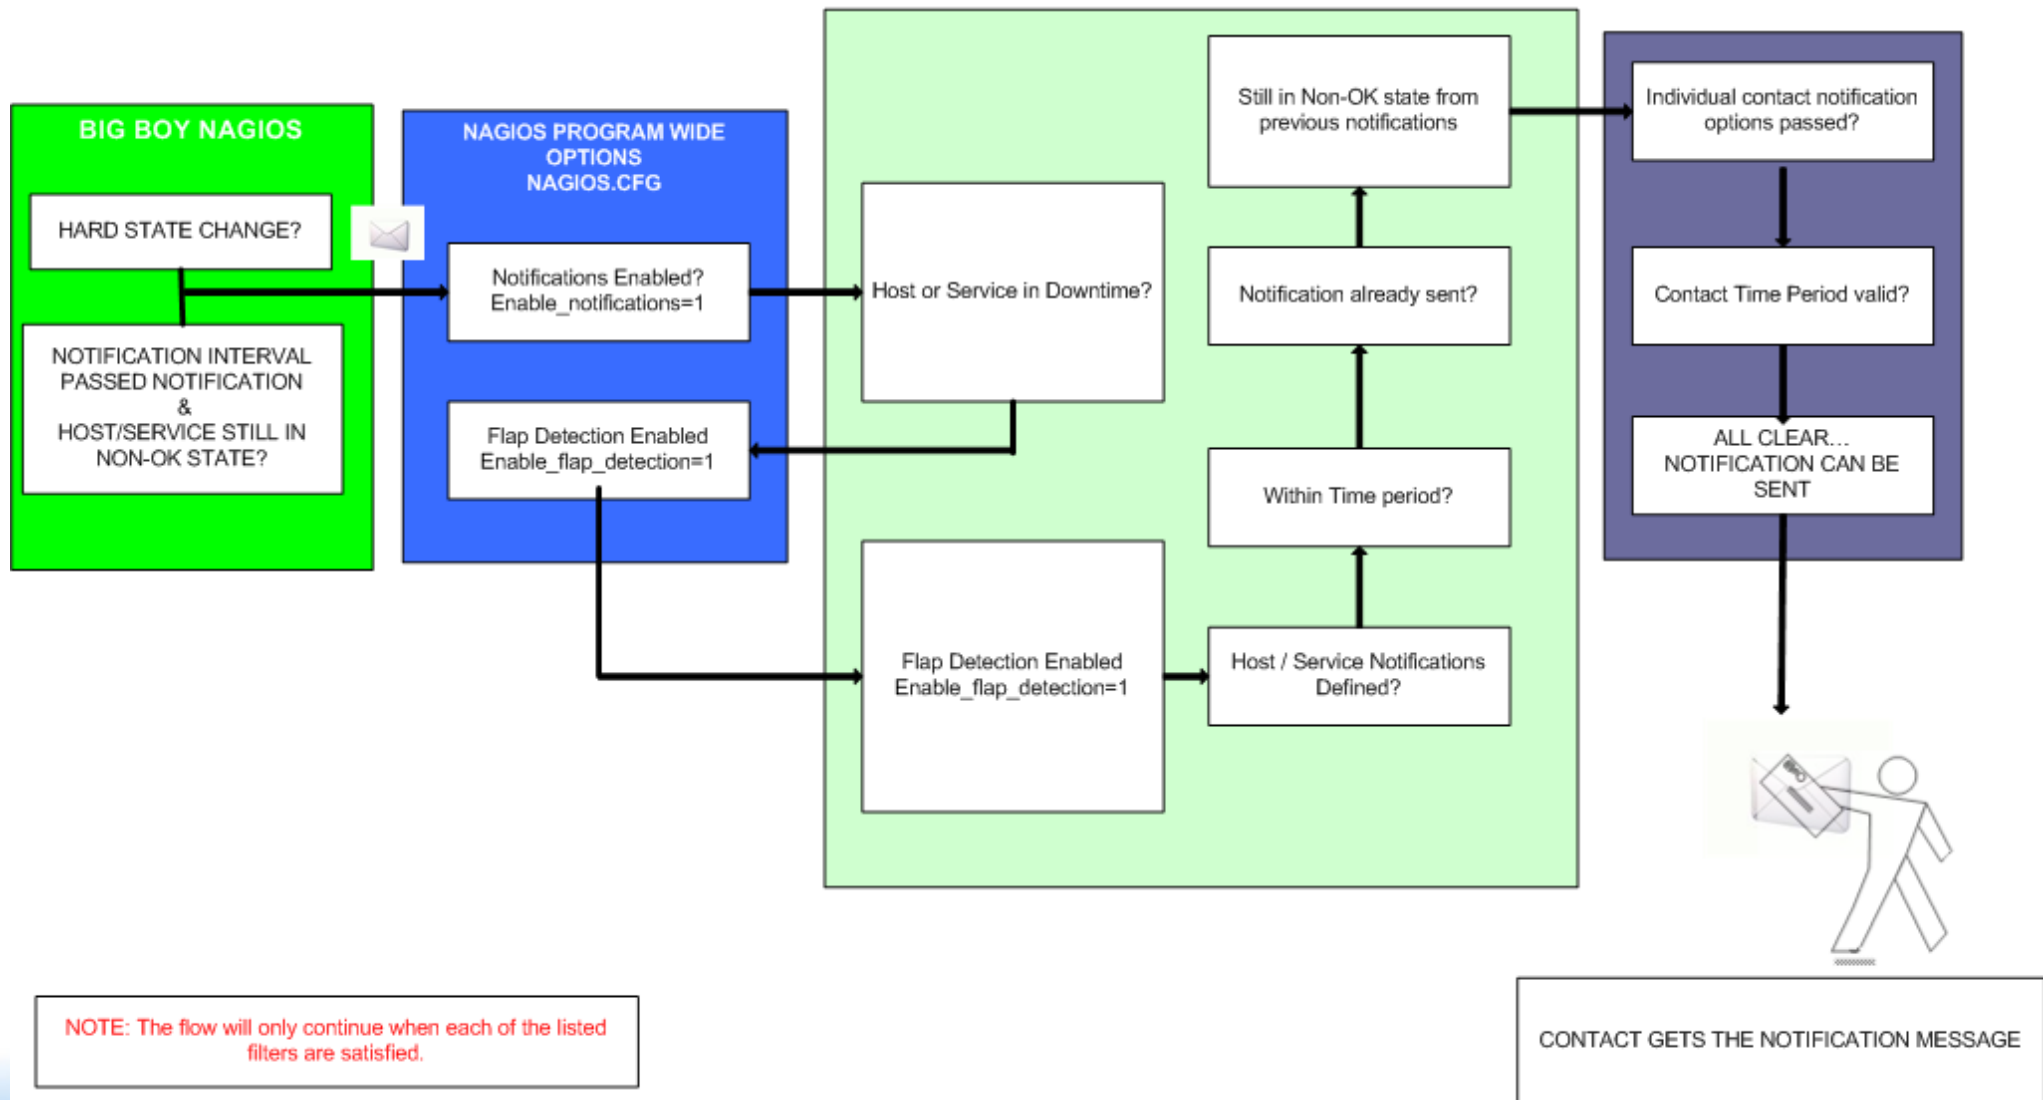 BIG BOY NAGIOS
HARD STATE CHANGE?
NOTIFICATION INTERVAL
PASSED NOTIFICATION
&
HOST/SERVICE STILL IN
NON-OK STATE?
NAGIOS PROGRAM WIDE
OPTIONS
NAGIOS.CFG
Notifications Enabled?
Enable_notifications=1
Flap Detection Enabled
Enable_flap_detection=1
Host or Service in Downtime?
Flap Detection Enabled
Enable_flap_detection=1
Still in Non-OK state from
previous notifications
Notification already sent?
Within Time period?
Host / Service Notifications
Defined?
Individual contact notification
options passed?
Contact Time Period valid?
ALL CLEAR...
NOTIFICATION CAN BE
SENT
NOTE: The flow will only continue when each of the listed
filters are satisfied.
CONTACT GETS THE NOTIFICATION MESSAGE